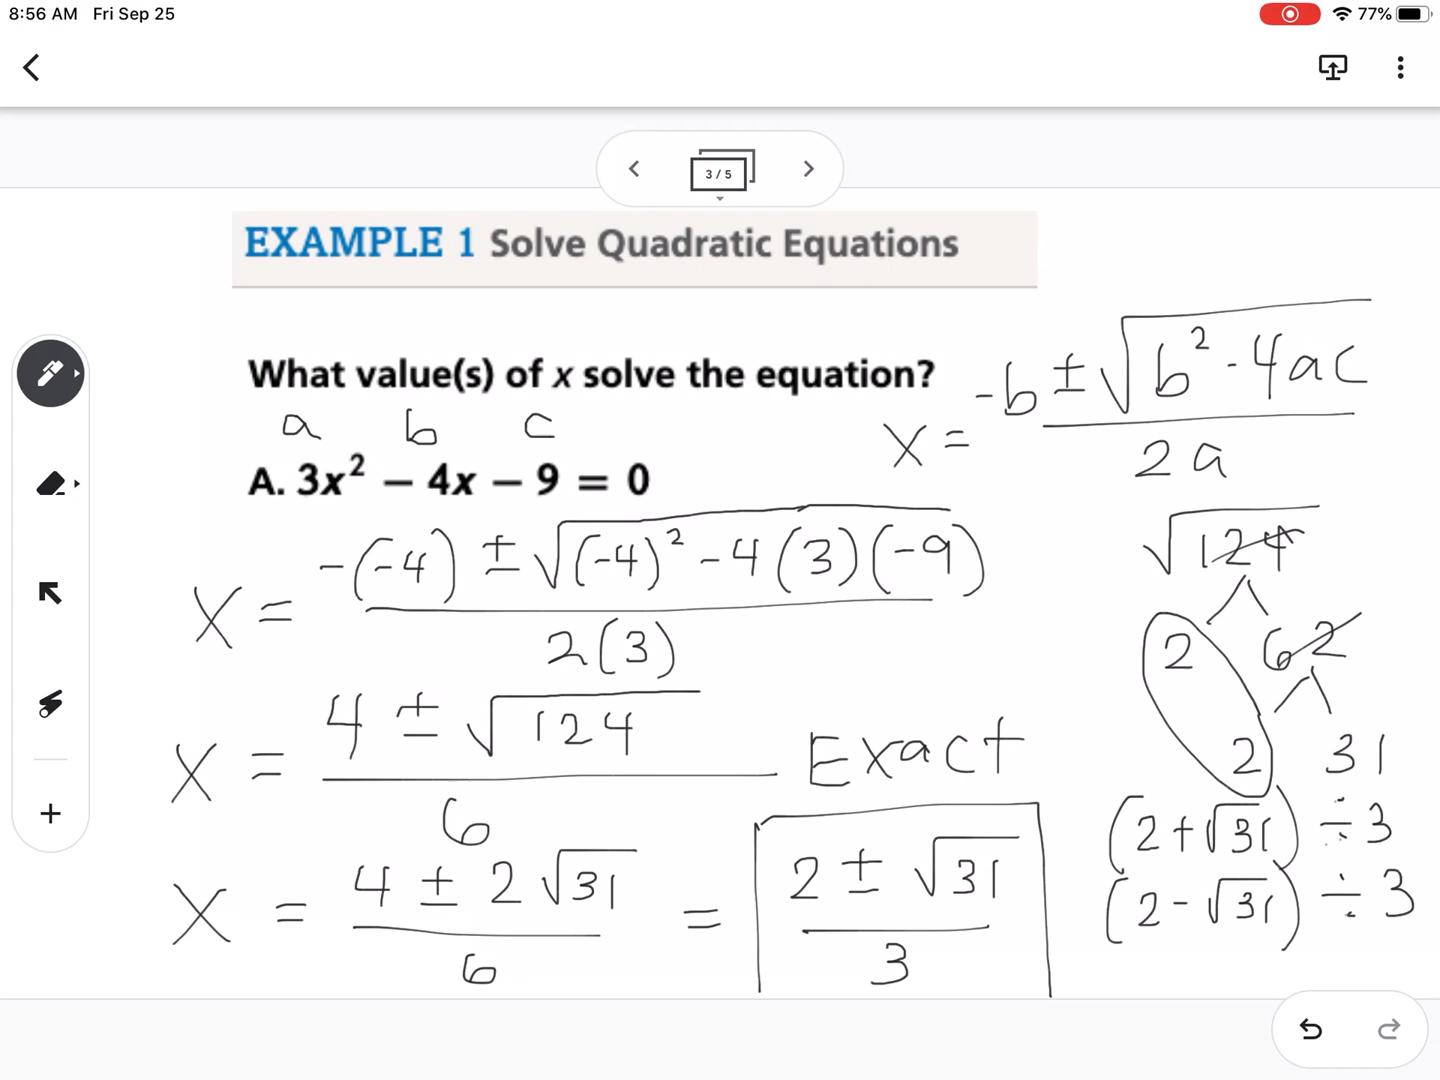 8:56 AM Fri Sep 25
77%
3 / 5
EXAMPLE 1 Solve Quadratic Equations
What value(s) of x solve the equation?
a b c
A. 3x² − 4x − 9 = 0
x = -b ± √(b² - 4ac) / 2a
x = -(-4) ± √((-4)² - 4(3)(-9)) / 2(3)
x = 4 ± √124 / 6
Exact
x = 4 ± 2√31 / 6 = 2 ± √31 / 3
√124
2 62
2 31
(2+√31) ÷ 3
(2-√31) ÷ 3